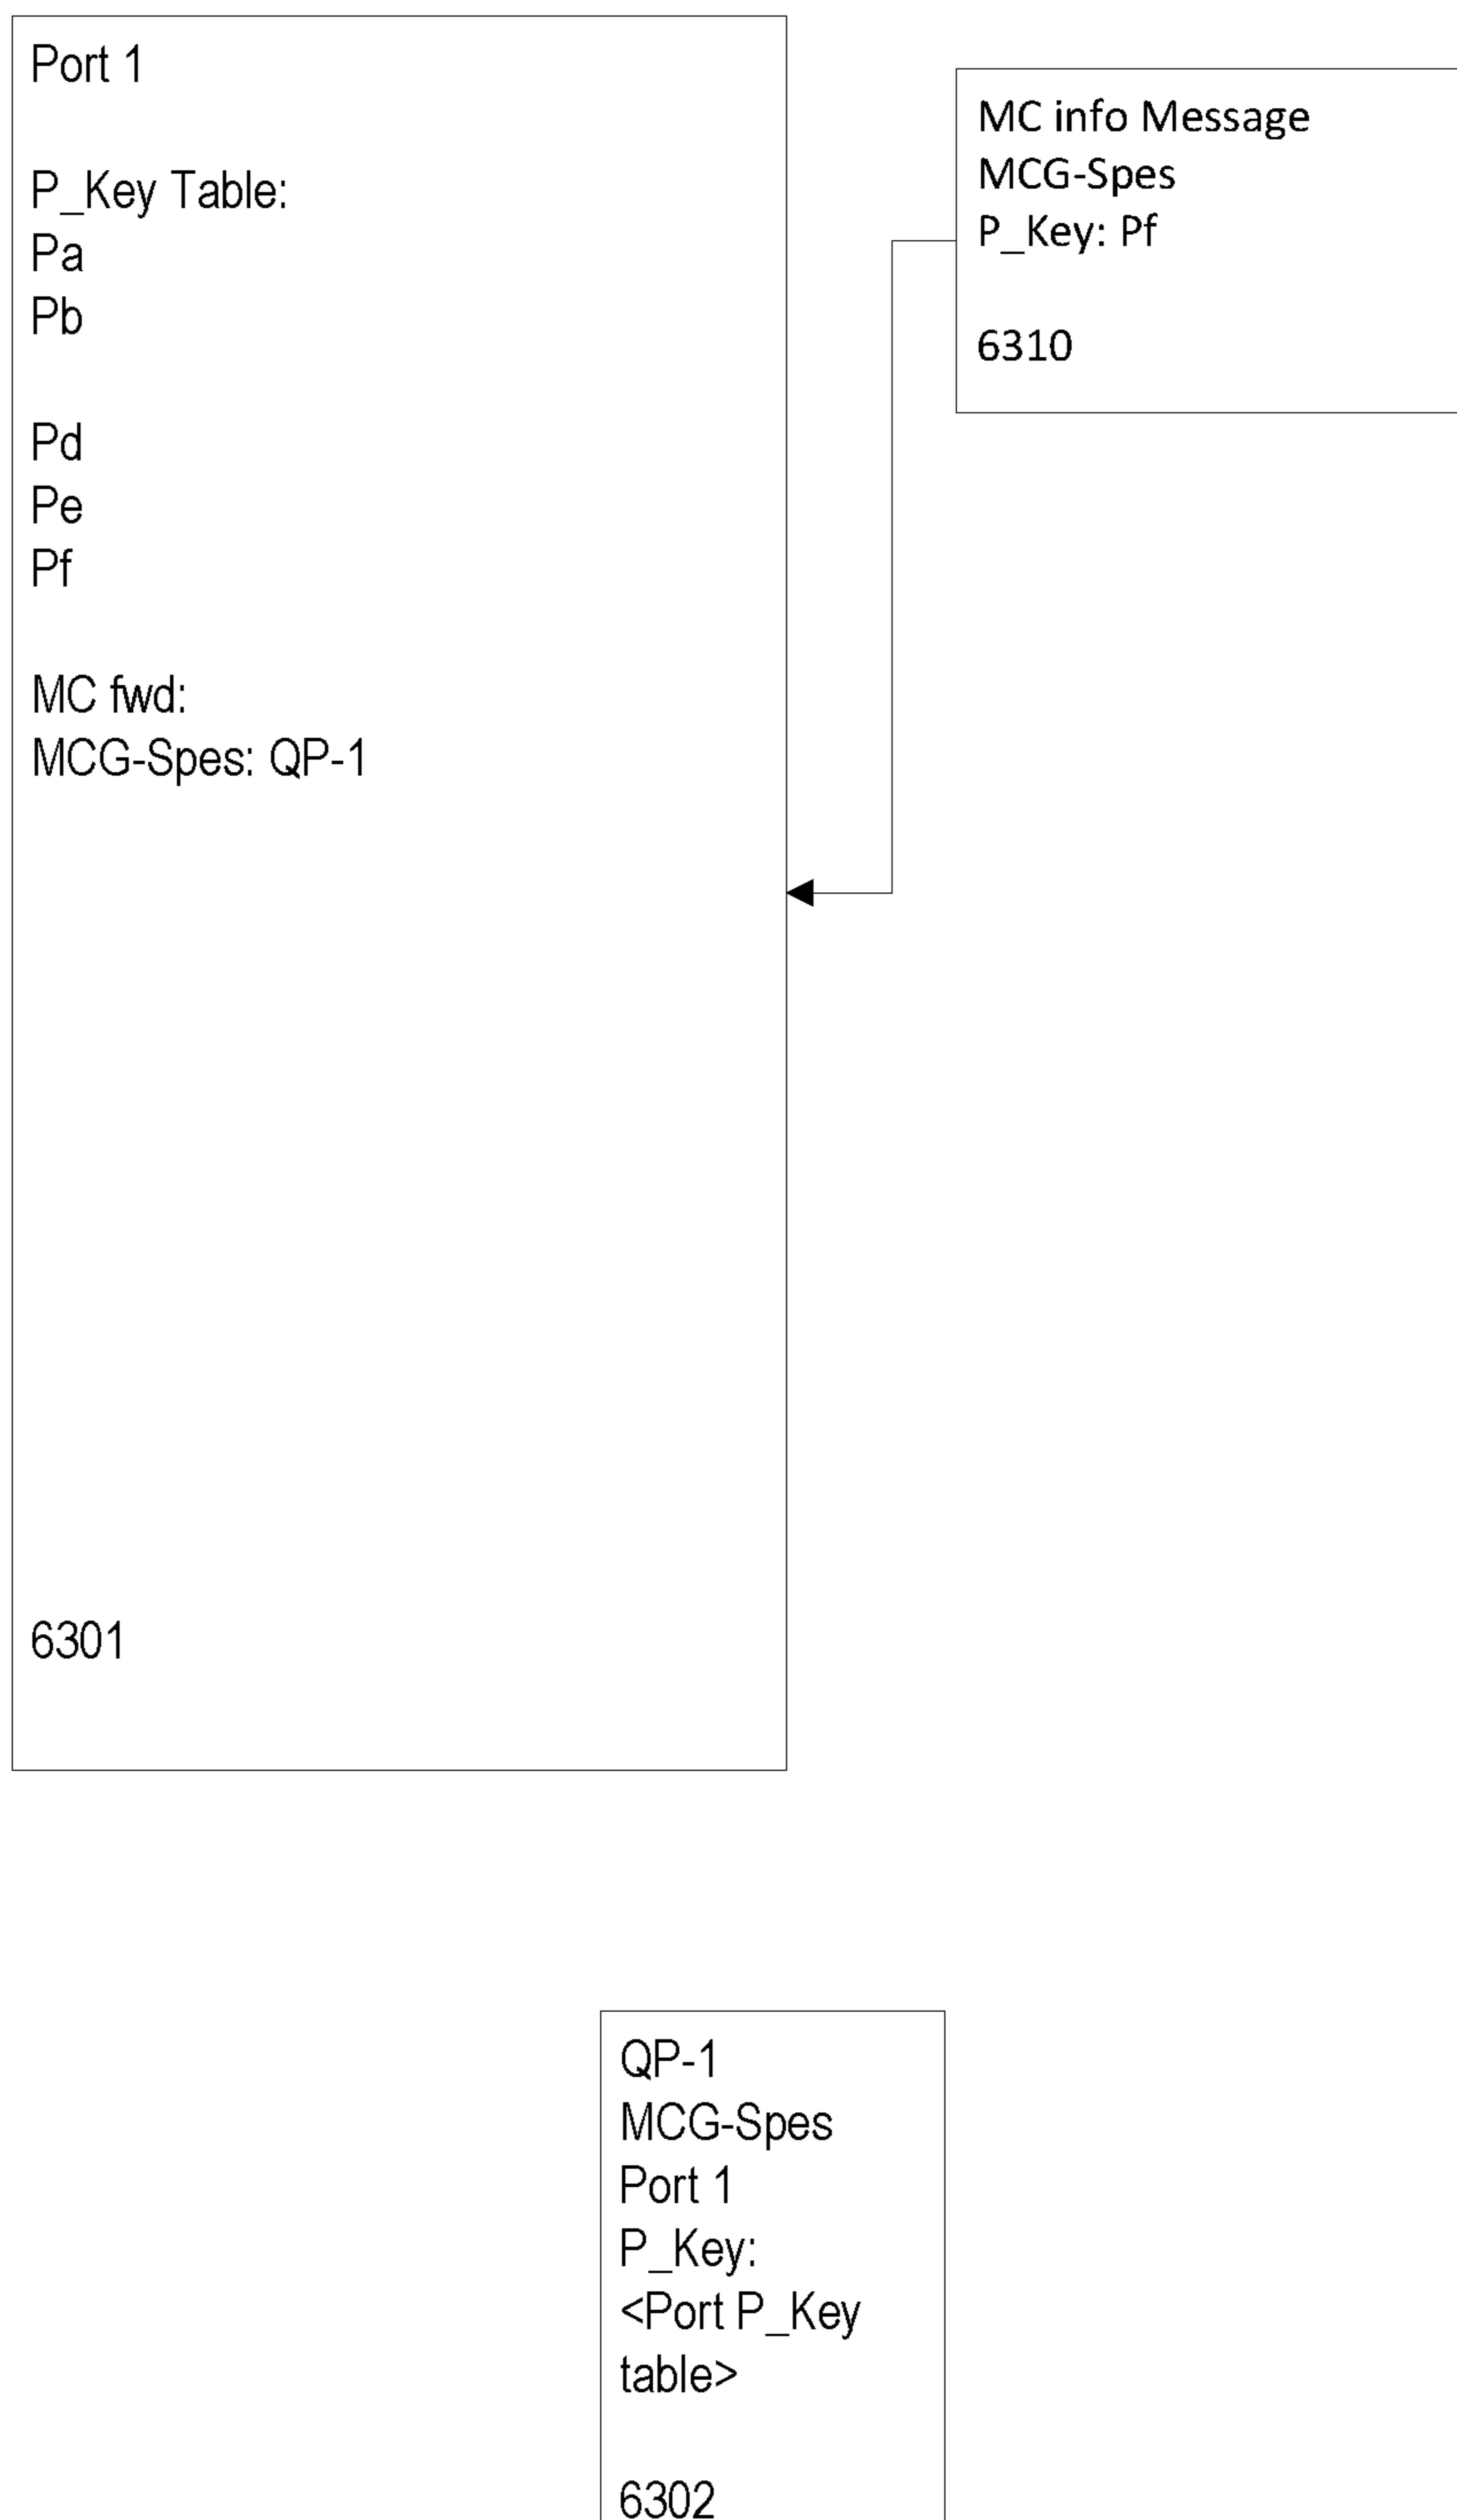 Port 1
P_Key Table:
Pa
Pb
Pd
Pe
Pf
MC fwd:
MCG-Spes: QP-1
6301
MC info Message
MCG-Spes
P_Key: Pf
6310
QP-1
MCG-Spes
Port 1
P_Key:
<Port P_Key
table>
6302